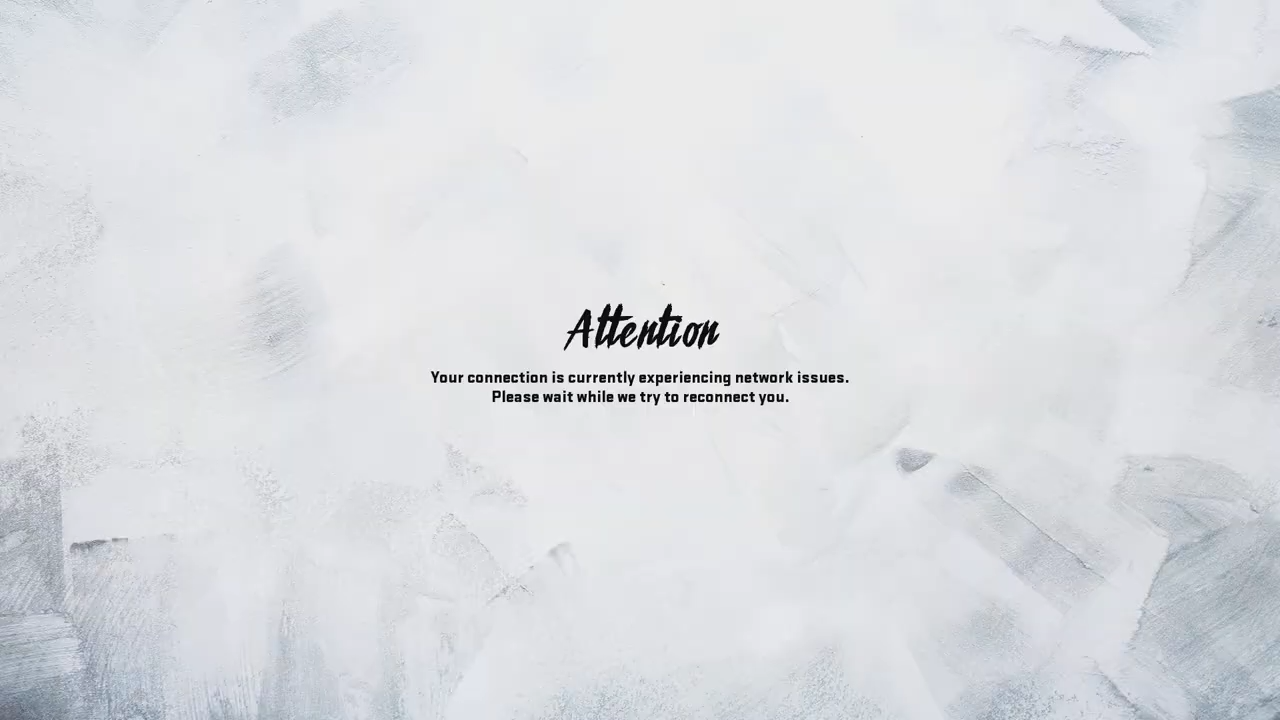 Attention
Your connection is currently experiencing network issues.
Please wait while we try to reconnect you.